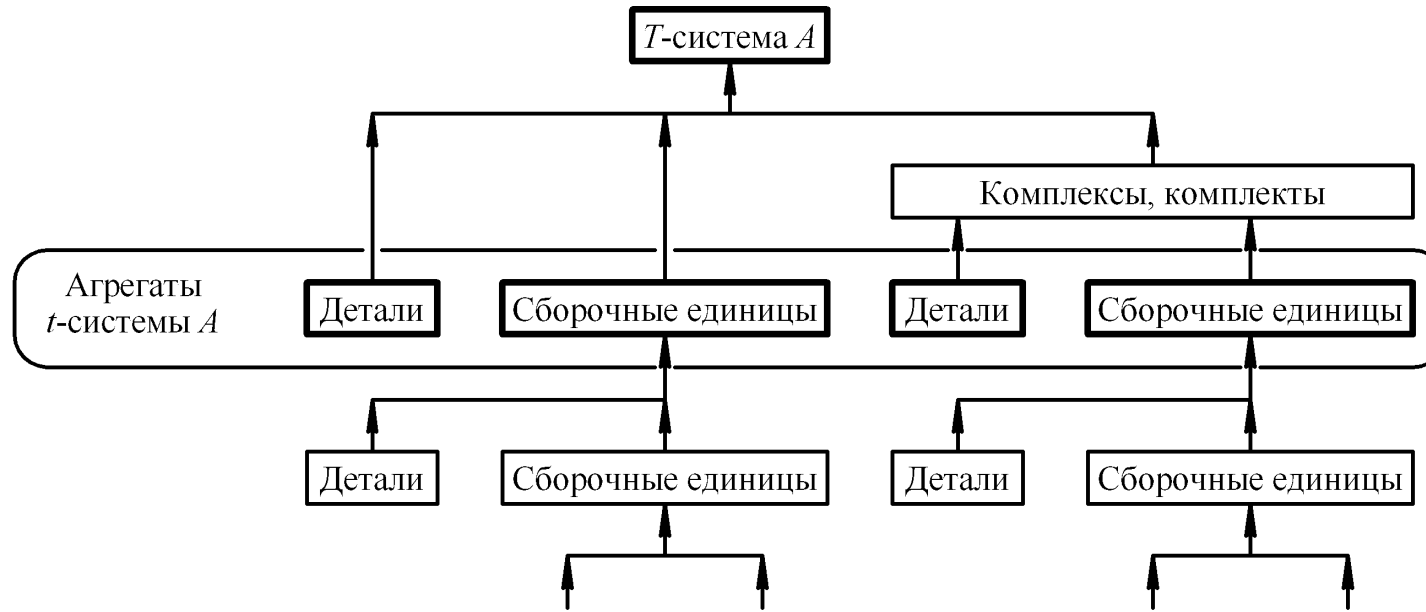 T-система A
Комплексы, комплекты
Агрегаты
t-системы A
Детали
Сборочные единицы
Детали
Сборочные единицы
Детали
Сборочные единицы
Детали
Сборочные единицы